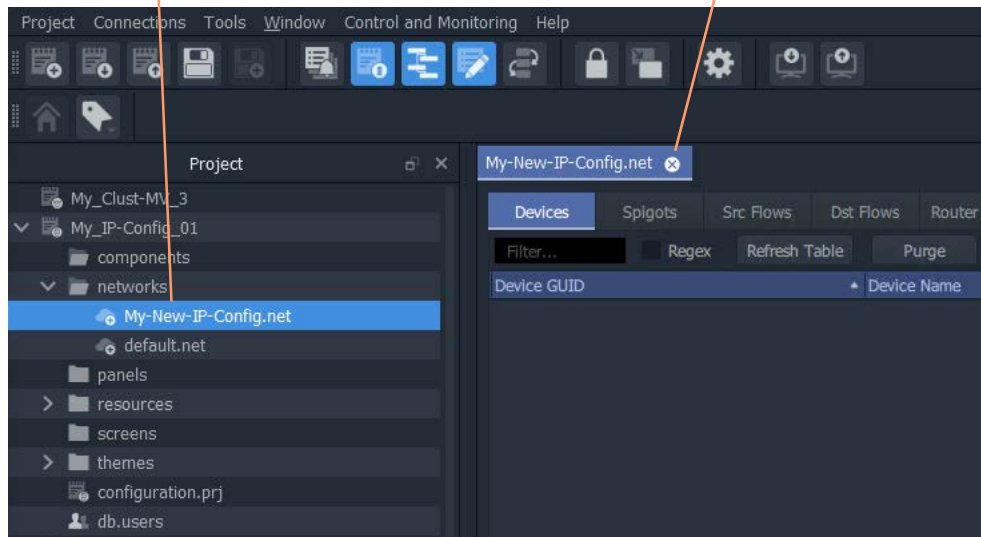 Project Connections Tools Window Control and Monitoring Help
Project
My_Clust-MV_3
My_IP-Config_01
components
networks
My-New-IP-Config.net
default.net
panels
resources
screens
themes
configuration.prj
db.users
My-New-IP-Config.net
Devices Spigots Src Flows Dst Flows Router
Filter... Regex Refresh Table Purge
Device GUID Device Name